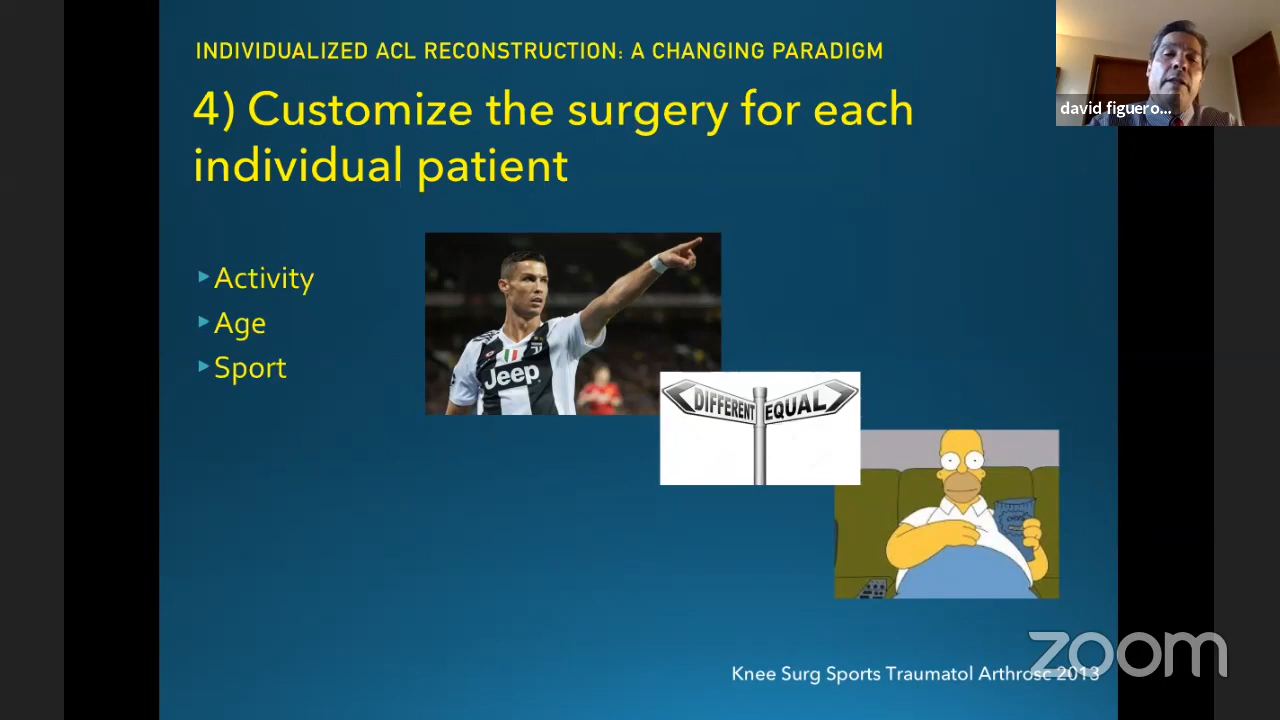 INDIVIDUALIZED ACL RECONSTRUCTION: A CHANGING PARADIGM
4) Customize the surgery for each
individual patient
david figuero...
Activity
Age
Sport
Jeep
DIFFERENT
EQUAL
zoom
Knee Surg Sports Traumatol Arthrosc 2013